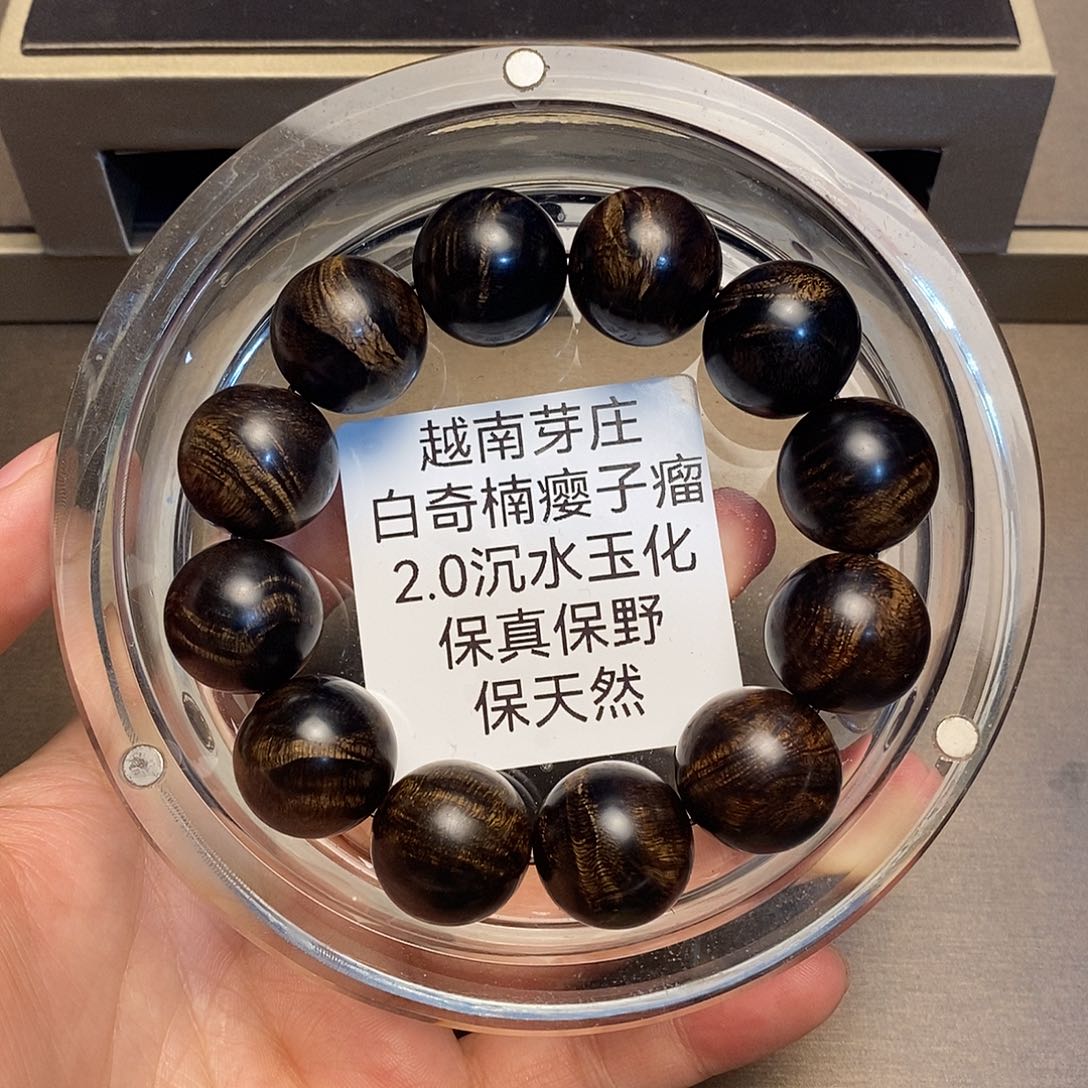 越南芽庄
白奇楠瘿子瘤
2.0沉水玉化
保真保野
保天然